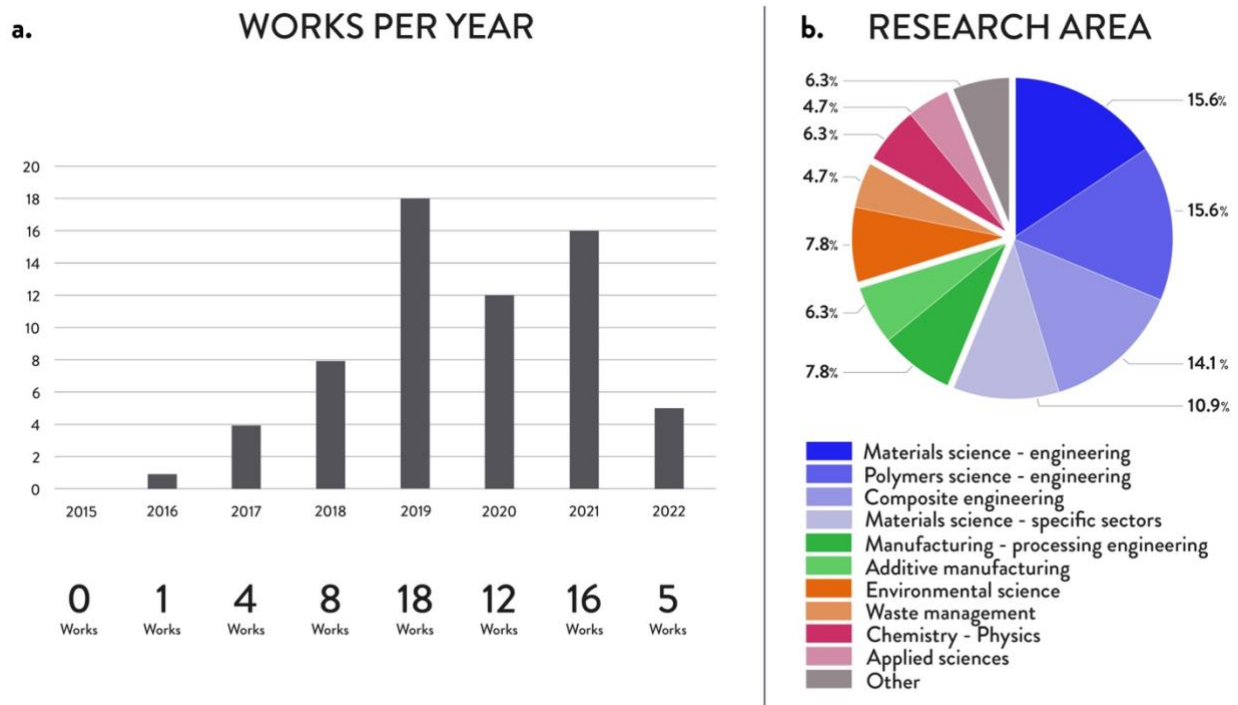 a.
WORKS PER YEAR
20
18
16
14
12
10
8
6
4
2
0
2015
2016
2017
2018
2019
2020
2021
2022
0
1
4
8
18
12
16
5
Works
Works
Works
Works
Works
Works
Works
Works
b.
RESEARCH AREA
6.3%
4.7%
6.3%
4.7%
7.8%
6.3%
7.8%
15.6%
15.6%
14.1%
10.9%
Materials science - engineering
Polymers science - engineering
Composite engineering
Materials science - specific sectors
Manufacturing - processing engineering
Additive manufacturing
Environmental science
Waste management
Chemistry - Physics
Applied sciences
Other